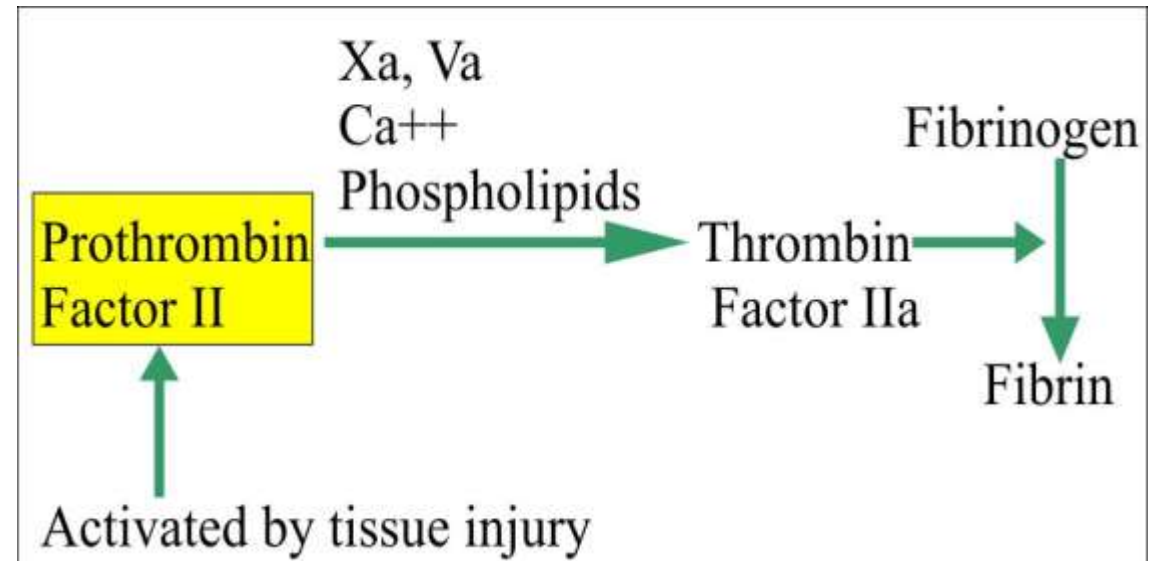 Xa, Va
Ca++
Phospholipids
Fibrinogen
Prothrombin
Factor II
Thrombin
Factor IIa
Fibrin
Activated by tissue injury